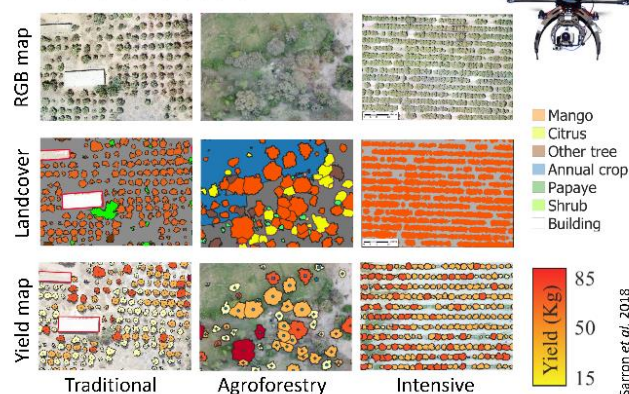 RGB map
Landcover
Yield map
Traditional
Agroforestry
Intensive
Mango
Citrus
Other tree
Annual crop
Papaye
Shrub
Building
Yield (Kg)
85
50
15
Sarron et al. 2018